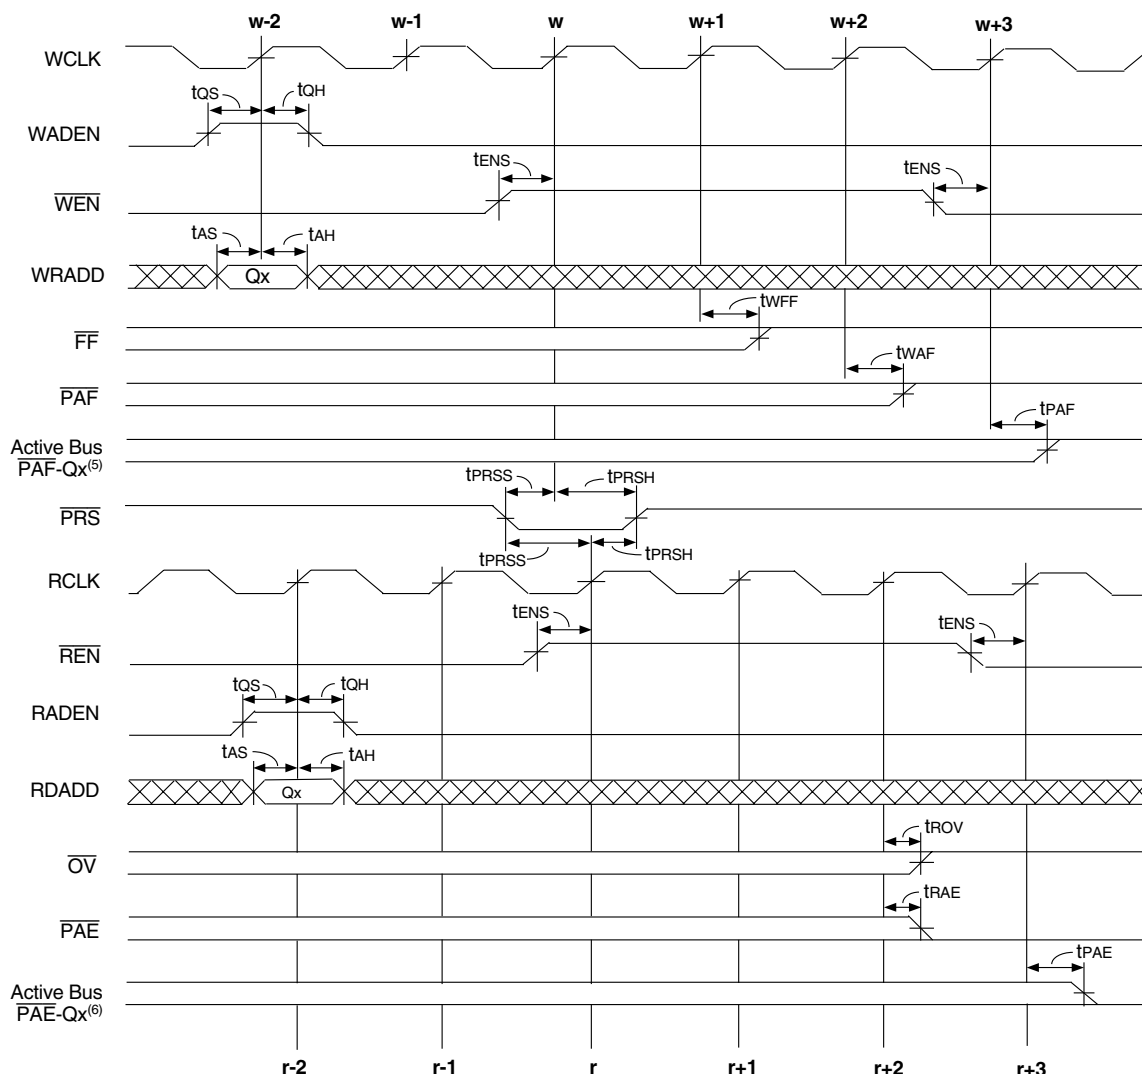 w-2 w-1 w w+1 w+2 w+3
WCLK
tQS tQH
WADEN
tENS tENS
WEN
tAS tAH
WRADD Qx
tWFF
FF
tWAF
PAF
tPAF
Active Bus
PAF-Qx(5)
tPRSS tPRSH
PRS
tPRSS tPRSH
RCLK
tENS tENS
REN
tQS tQH
RADEN
tAS tAH
RDADD Qx
tROV
OV
tRAE
PAE
tPAE
Active Bus
PAE-Qx(6)
r-2 r-1 r r+1 r+2 r+3